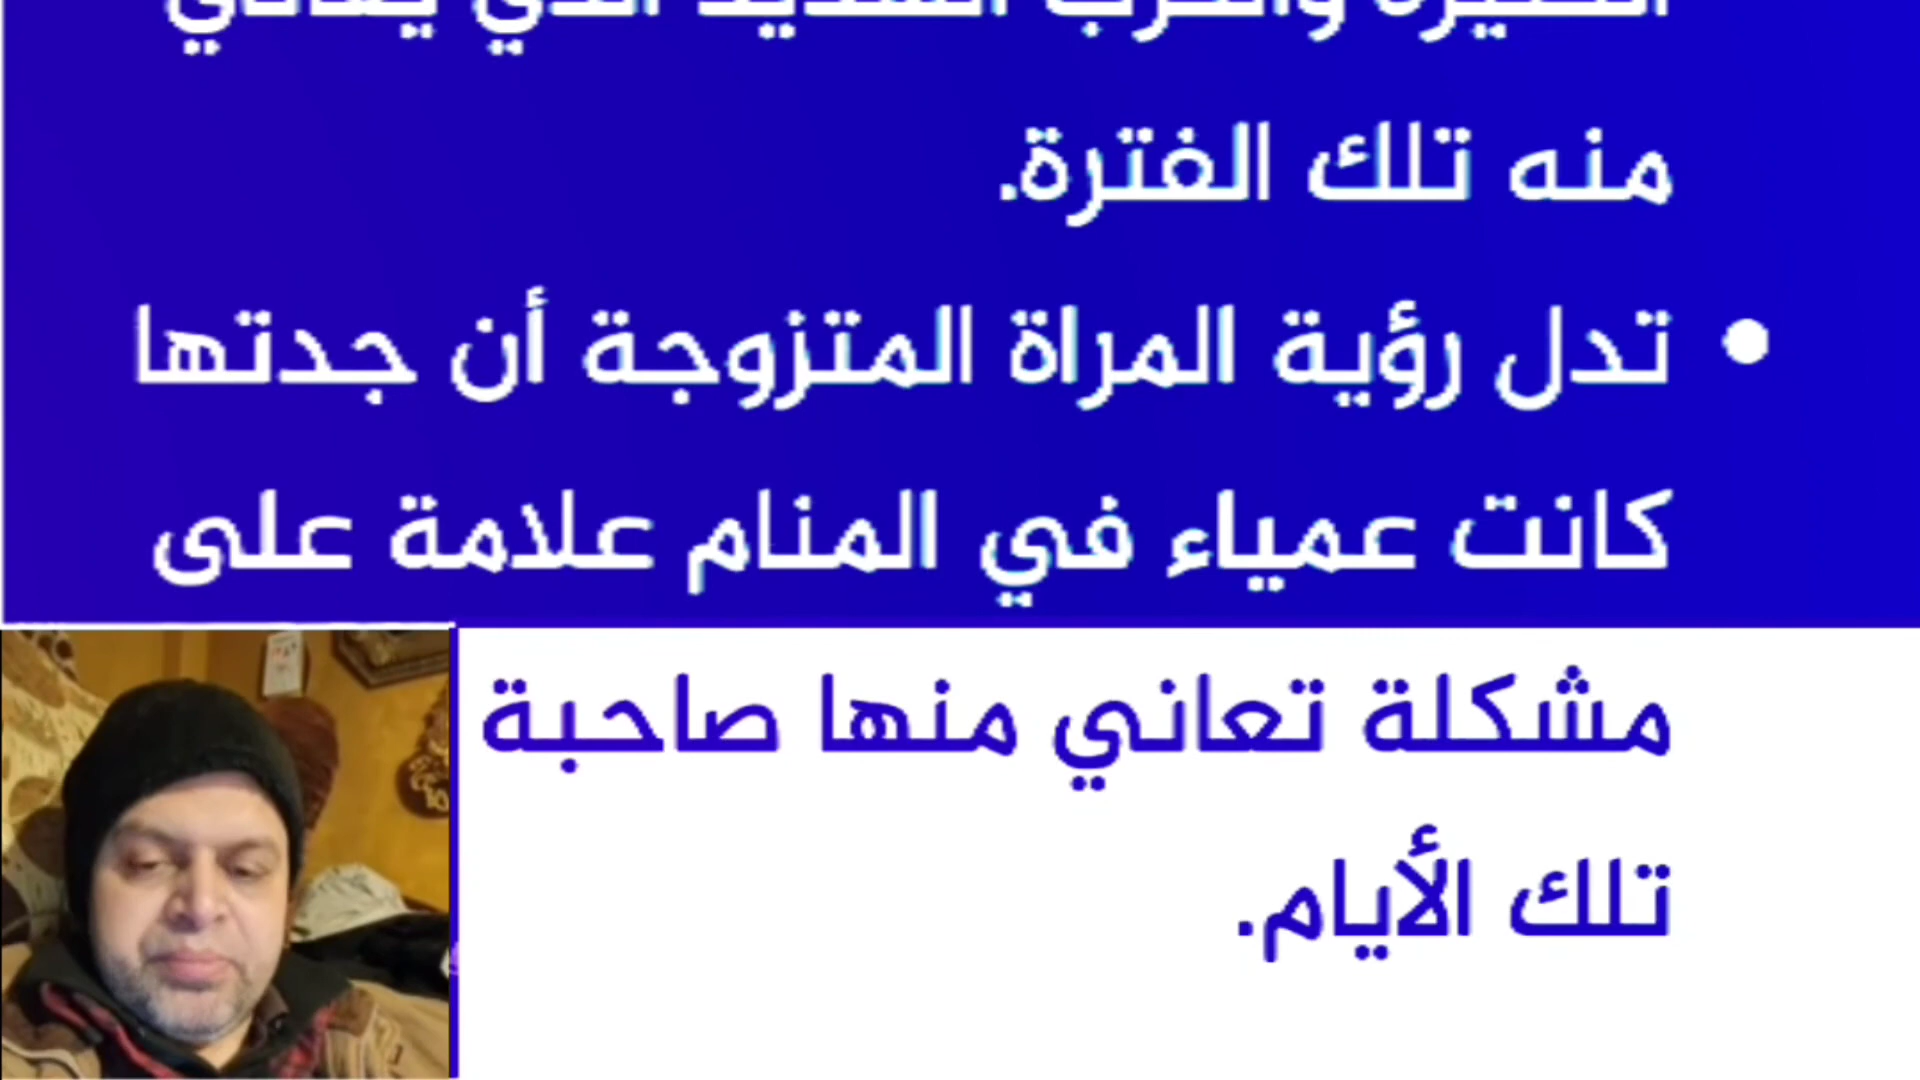 منه تلك الفترة.
• تدل رؤية المراة المتزوجة أن جدتها
كانت عمياء في المنام علامة على
مشكلة تعاني منها صاحبة
تلك الأيام.